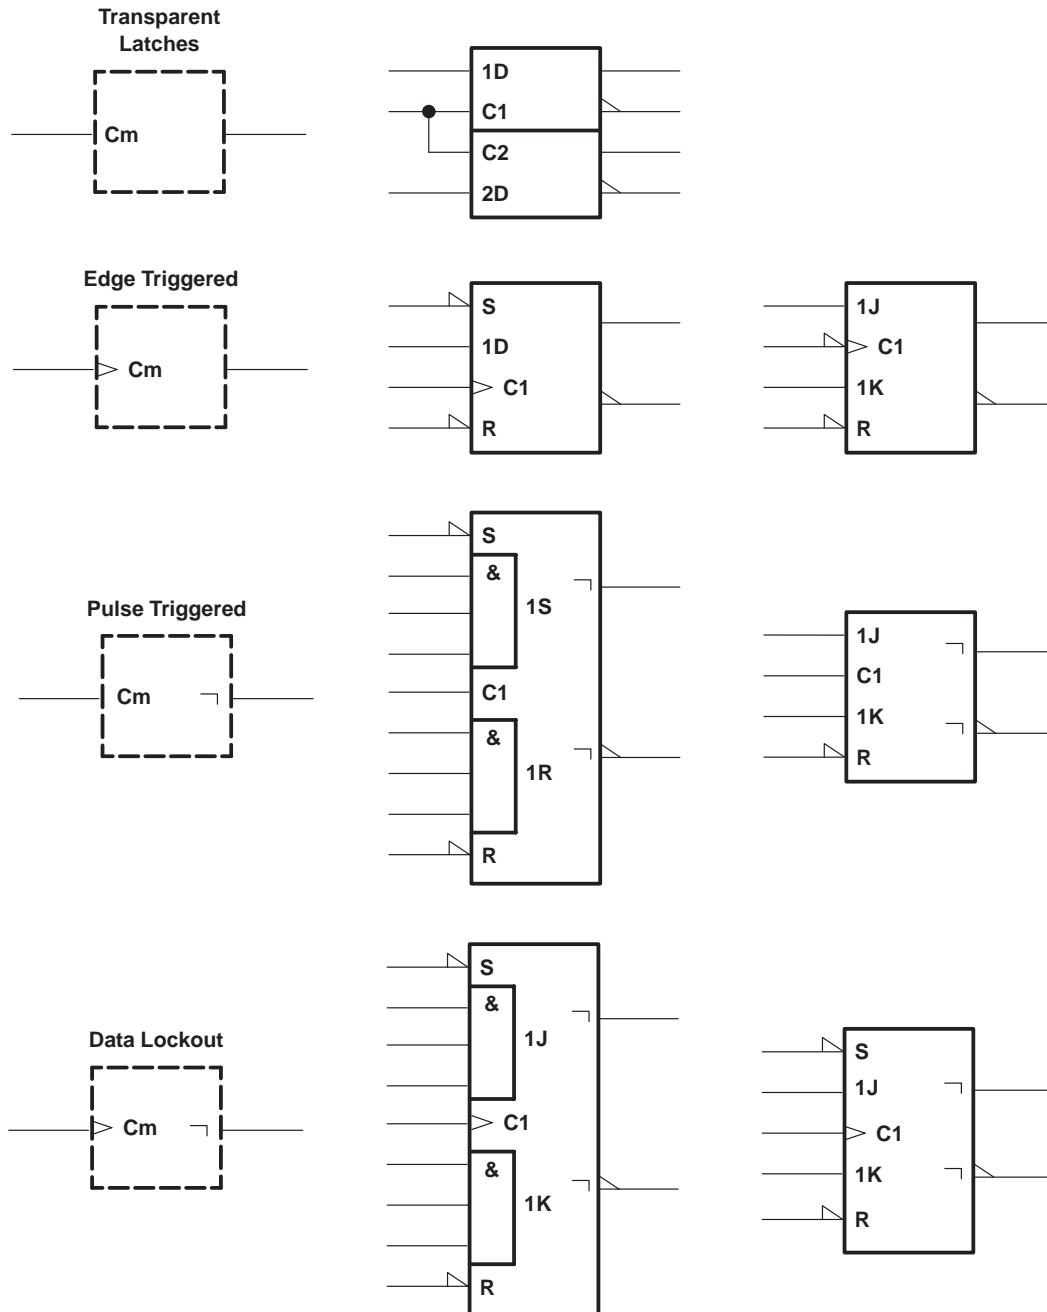 Transparent
Latches
Cm
1D
C1
C2
2D
Edge Triggered
Cm
S
1D
C1
R
1J
C1
1K
R
Pulse Triggered
Cm
S
&
1S
C1
&
1R
R
1J
C1
1K
R
Data Lockout
Cm
S
&
1J
C1
&
1K
R
S
1J
C1
1K
R